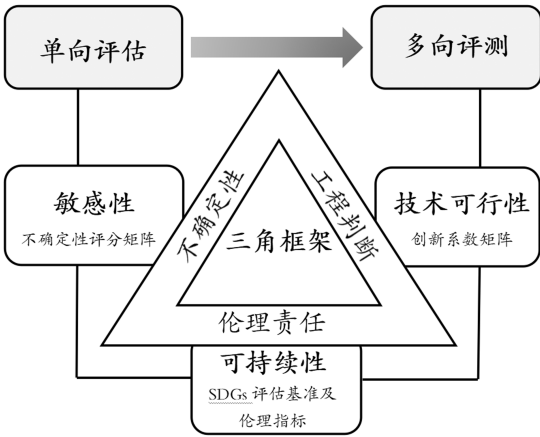 单向评估
多向评测
不确定性
工程判断
敏感性
不确定性评分矩阵
三角框架
技术可行性
创新系数矩阵
伦理责任
可持续性
SDGs 评估基准及
伦理指标